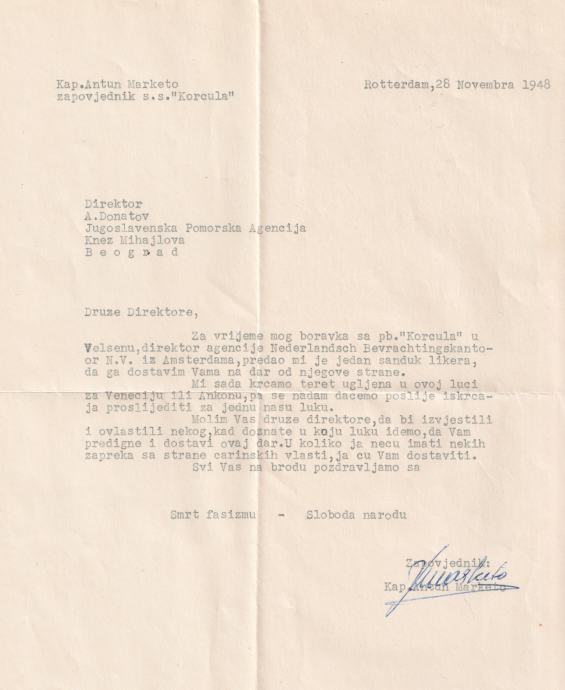 Kap.Antun Marketo
zapovjednik s.s."Korcula"
Rotterdam,28 Novembra 1948
Direktor
A.Donatov
Jugoslavenska Pomorska Agencija
Knez Mihajlova
B e o g r a d
Druze Direktore,
Za vrijeme mog boravka sa pb."Korcula" u
Velsenu,direktor agencije Nederlandsch Bevrachtingskanto-
or N.V. iz Amsterdama,predao mi je jedan sanduk likera,
da ga dostavim Vama na dar od njegove strane.
Mi sada krcamo teret ugljena u ovoj luci
za Veneciju ili Ankonu,pa se nadam dacemo poslije iskrca-
ja proslijediti za jednu nasu luku.
Molim Vas druze direktore,da bi izvjestili
i ovlastili nekog,kad doznate u koju luku idemo,da Vam
predigne i dostavi ovaj dar.U koliko ja necu imati nekih
zapreka sa strane carinskih vlasti,ja cu Vam dostaviti.
Svi Vas na brodu pozdravljamo sa
Smrt fasizmu - Sloboda narodu
Zapovjednik:
Kap.Antun Marketo